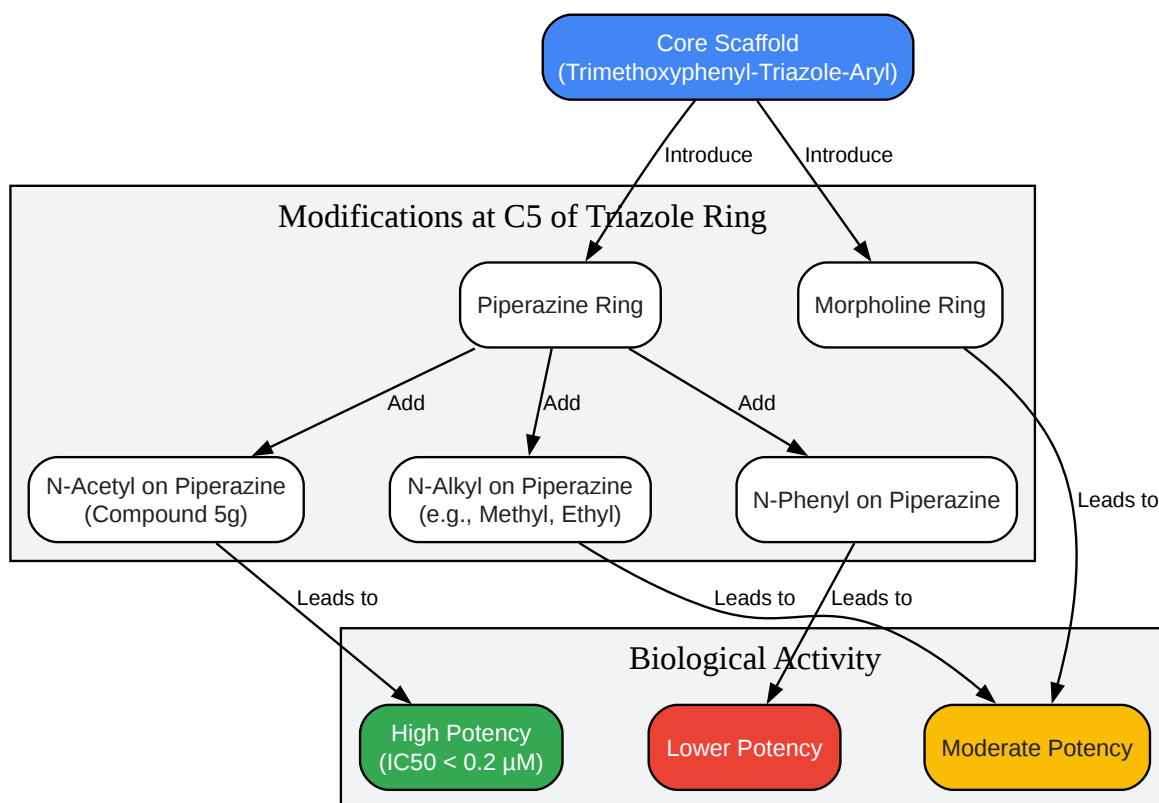 Core Scaffold
(Trimethoxyphenyl-Triazole-Aryl)
Introduce
Introduce
Modifications at C5 of Triazole Ring
Piperazine Ring
Morpholine Ring
Add
Add
Add
N-Acetyl on Piperazine
(Compound 5g)
N-Alkyl on Piperazine
(e.g., Methyl, Ethyl)
N-Phenyl on Piperazine
Leads to
Leads to
Leads to
Leads to
Biological Activity
High Potency
(IC50 < 0.2 µM)
Lower Potency
Moderate Potency